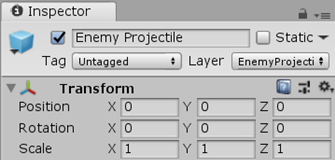 Inspector
Enemy Projectile Static
Tag Untagged Layer EnemyProjecti
Transform
Position X 0 Y 0 Z 0
Rotation X 0 Y 0 Z 0
Scale X 1 Y 1 Z 1